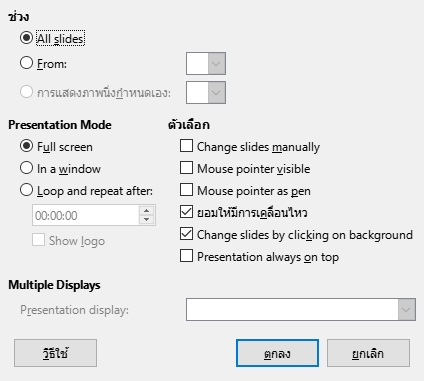 ช่วง
All slides
From:
การแสดงภาพนิ่งกำหนดเอง:
Presentation Mode
Full screen
In a window
Loop and repeat after:
00:00:00
Show logo
ตัวเลือก
Change slides manually
Mouse pointer visible
Mouse pointer as pen
ยอมให้มีการเคลื่อนไหว
Change slides by clicking on background
Presentation always on top
Multiple Displays
Presentation display:
วิธีใช้
ตกลง
ยกเลิก